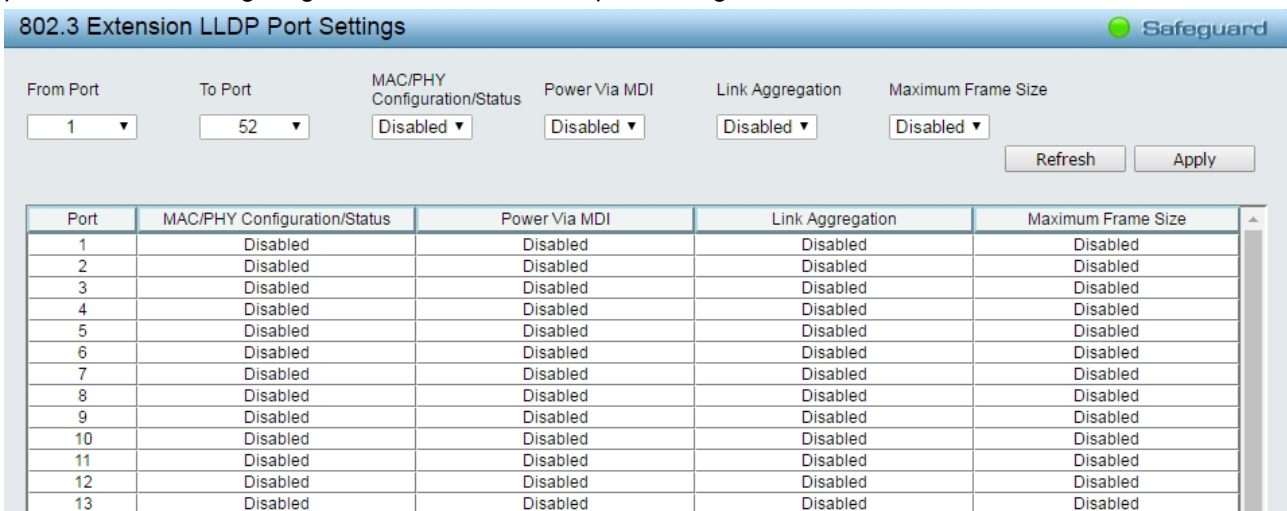 802.3 Extension LLDP Port Settings Safeguard
From Port To Port MAC/PHY Configuration/Status Power Via MDI Link Aggregation Maximum Frame Size
1 52 Disabled Disabled Disabled Disabled
Refresh Apply
Port MAC/PHY Configuration/Status Power Via MDI Link Aggregation Maximum Frame Size
1 Disabled Disabled Disabled Disabled
2 Disabled Disabled Disabled Disabled
3 Disabled Disabled Disabled Disabled
4 Disabled Disabled Disabled Disabled
5 Disabled Disabled Disabled Disabled
6 Disabled Disabled Disabled Disabled
7 Disabled Disabled Disabled Disabled
8 Disabled Disabled Disabled Disabled
9 Disabled Disabled Disabled Disabled
10 Disabled Disabled Disabled Disabled
11 Disabled Disabled Disabled Disabled
12 Disabled Disabled Disabled Disabled
13 Disabled Disabled Disabled Disabled